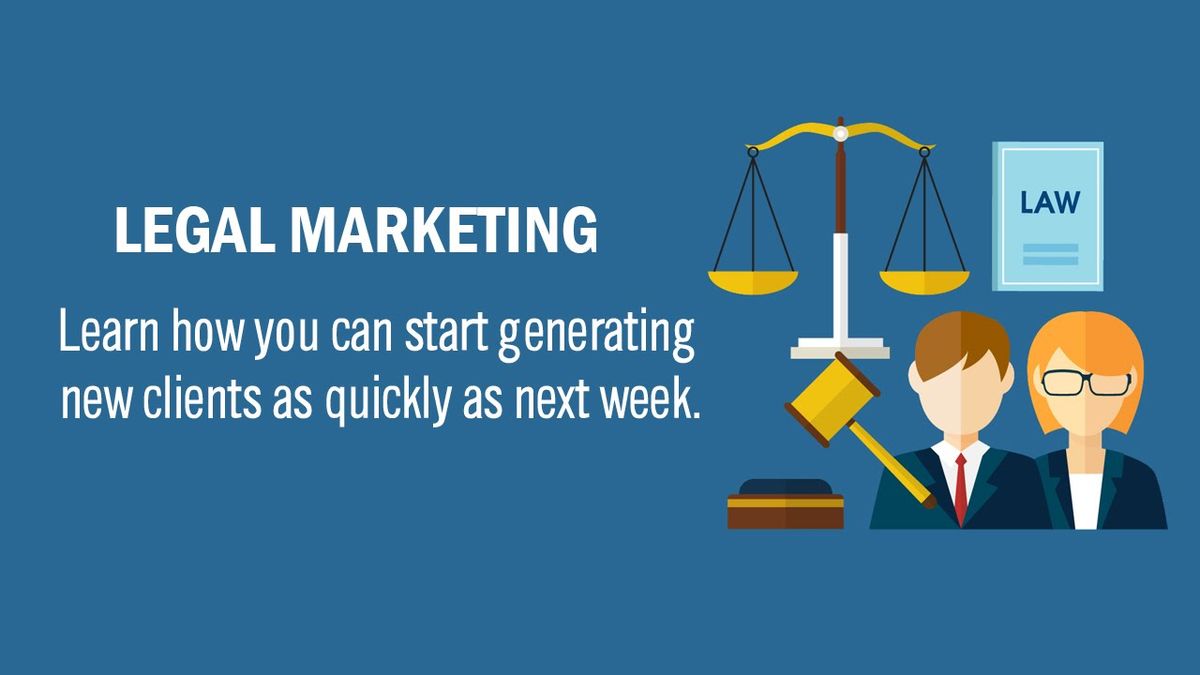 LEGAL MARKETING
Learn how you can start generating
new clients as quickly as next week.
LAW